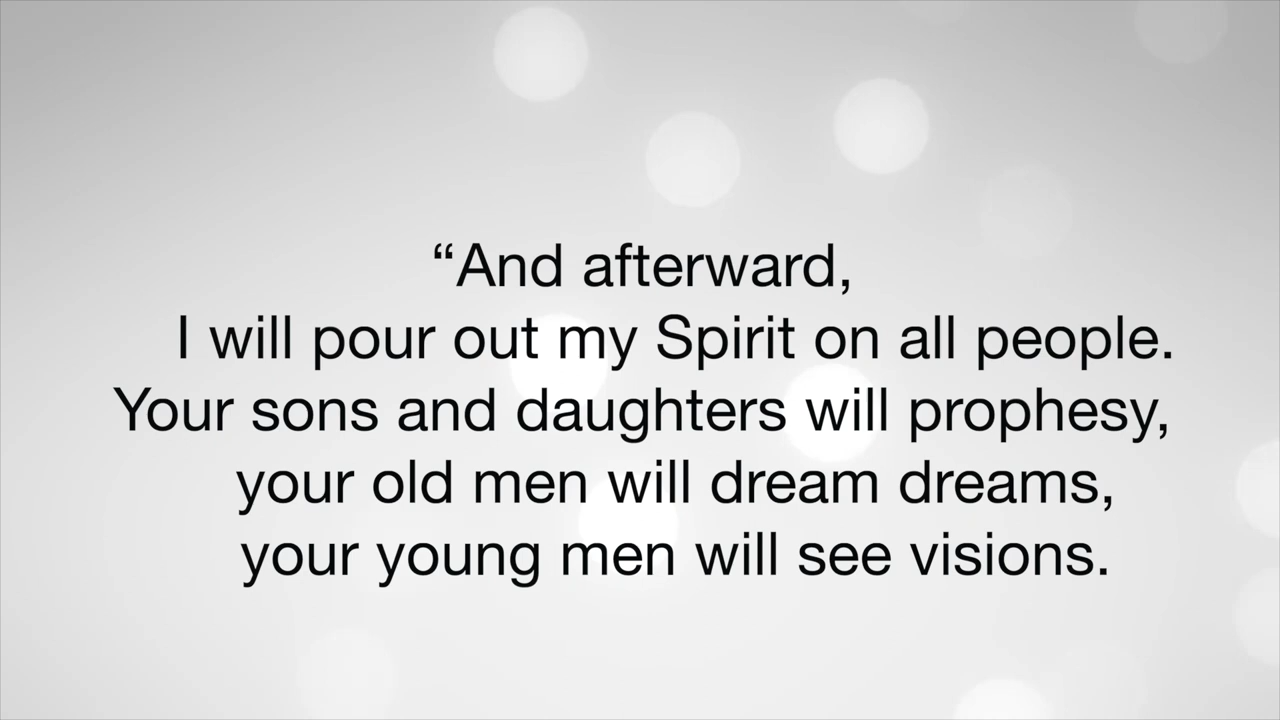 “And afterward,
I will pour out my Spirit on all people.
Your sons and daughters will prophesy,
your old men will dream dreams,
your young men will see visions.